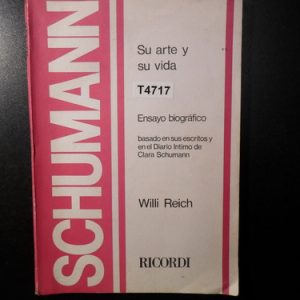 SCHUMANN
Su arte y
su vida
T4717
Ensayo biográfico
basado en sus escritos y
en el Diario Intimo de
Clara Schumann
Willi Reich
RICORDI